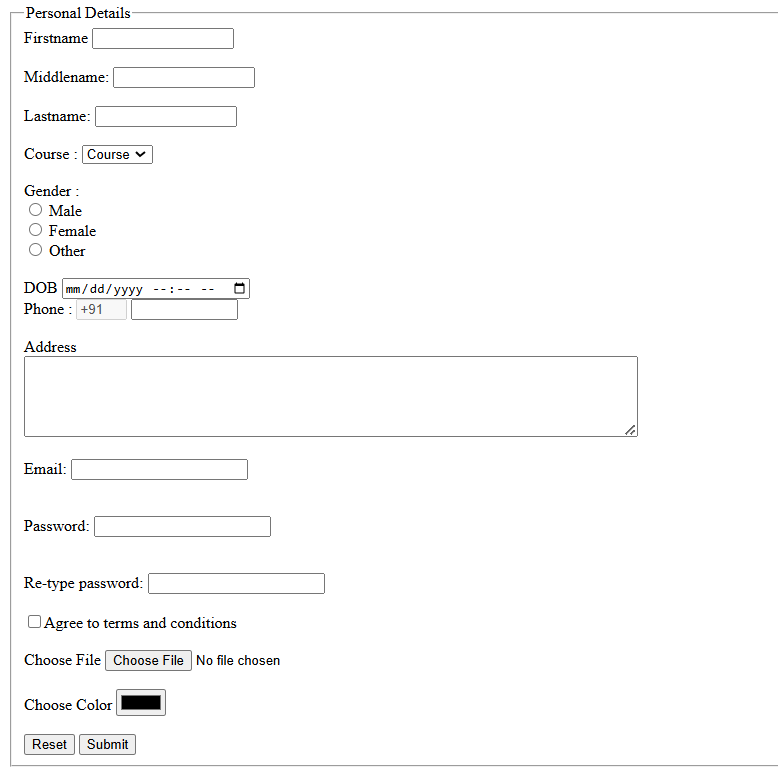 Personal Details
Firstname
Middlename:
Lastname:
Course : Course
Gender :
Male
Female
Other
DOB mm/dd/yyyy --:-- --
Phone : +91
Address
Email:
Password:
Re-type password:
Agree to terms and conditions
Choose File Choose File No file chosen
Choose Color
Reset Submit